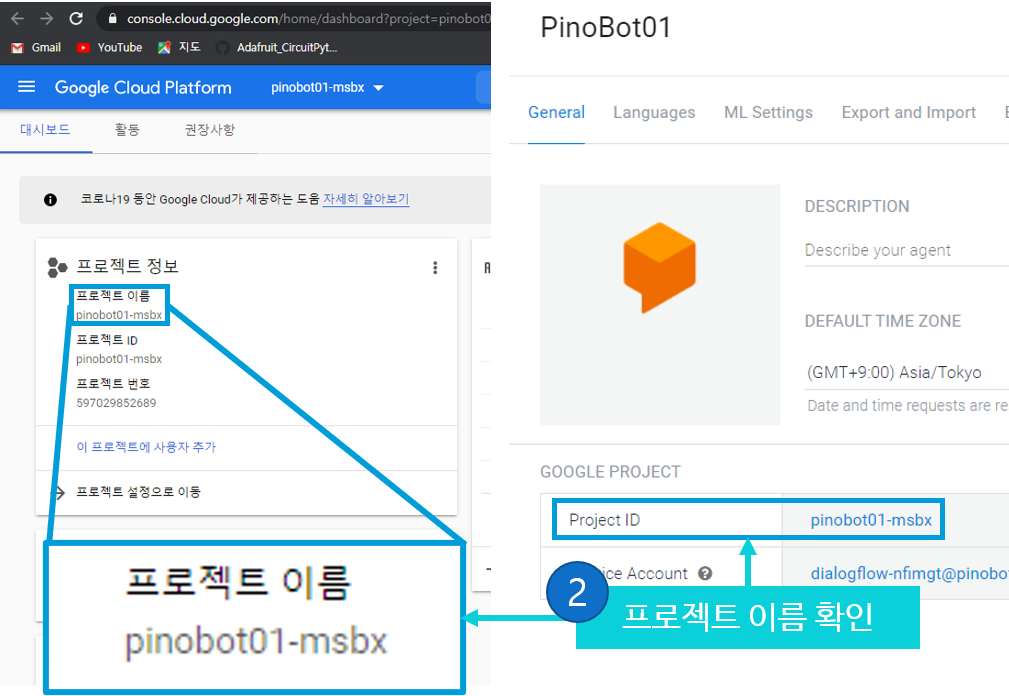 console.cloud.google.com/home/dashboard?project=pinobot0
Gmail
YouTube
지도
Adafruit_CircuitPyt...
Google Cloud Platform
pinobot01-msbx
대시보드
활동
권장사항
코로나19 동안 Google Cloud가 제공하는 도움 자세히 알아보기
프로젝트 정보
프로젝트 이름
pinobot01-msbx
프로젝트 ID
pinobot01-msbx
프로젝트 번호
597029852689
이 프로젝트에 사용자 추가
프로젝트 설정으로 이동
프로젝트 이름
pinobot01-msbx
PinoBot01
General
Languages
ML Settings
Export and Import
DESCRIPTION
Describe your agent
DEFAULT TIME ZONE
(GMT+9:00) Asia/Tokyo
Date and time requests are re
GOOGLE PROJECT
Project ID
pinobot01-msbx
ice Account
dialogflow-nfimgt@pinobo
2
프로젝트 이름 확인